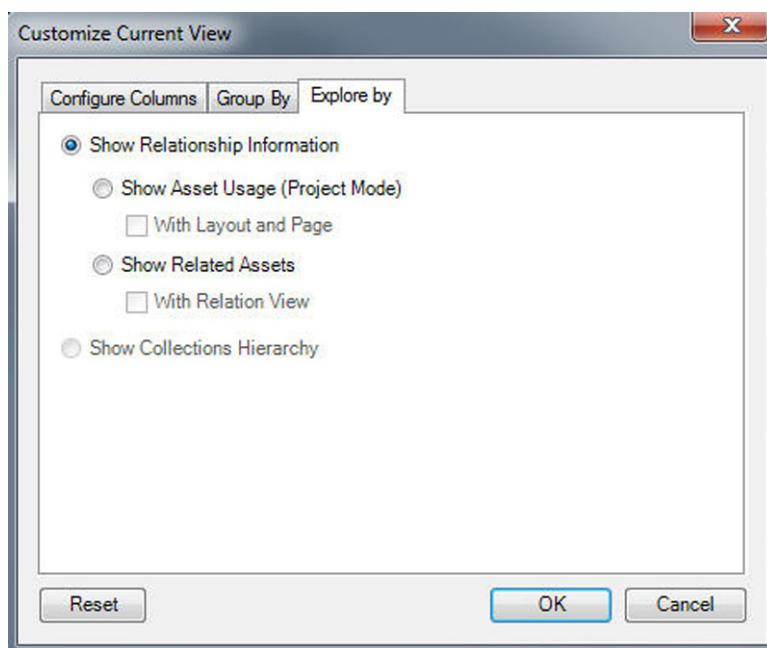 Customize Current View
Configure Columns Group By Explore by
Show Relationship Information
Show Asset Usage (Project Mode)
With Layout and Page
Show Related Assets
With Relation View
Show Collections Hierarchy
Reset OK Cancel